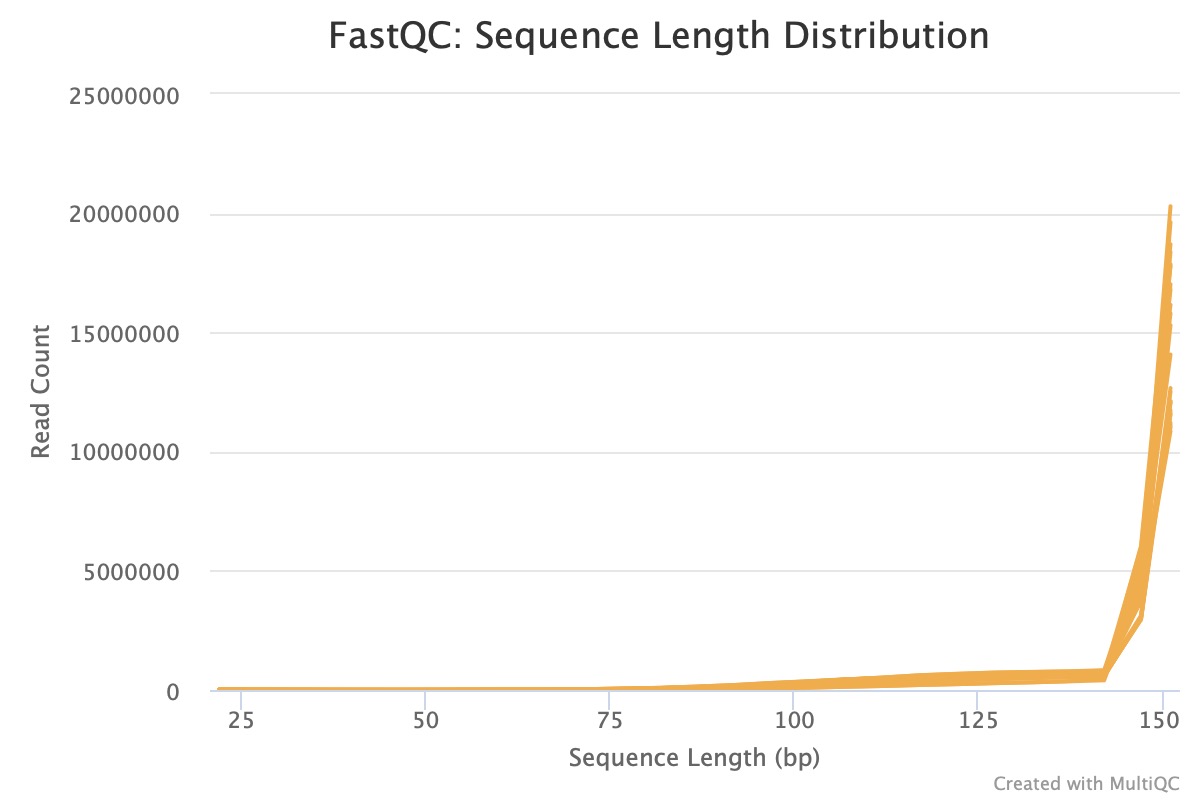 FastQC: Sequence Length Distribution
25000000
20000000
15000000
10000000
5000000
0
Read Count
25 50 75 100 125 150
Sequence Length (bp)
Created with MultiQC